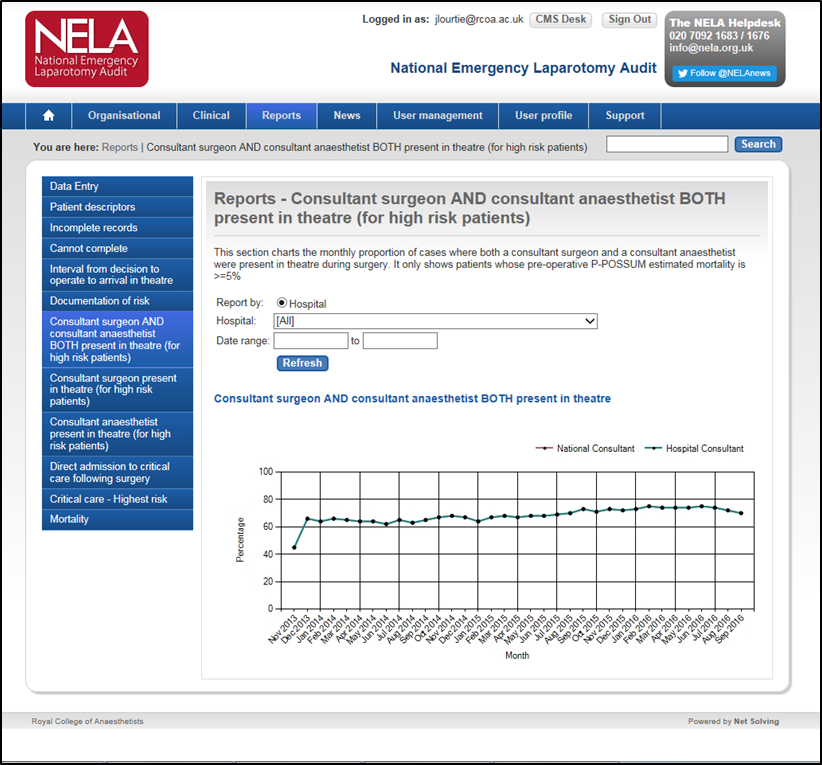 NELA
National Emergency
Laparotomy Audit
Logged in as: jlourtie@rcoa.ac.uk CMS Desk Sign Out
National Emergency Laparotomy Audit
The NELA Helpdesk
020 7092 1683 / 1676
info@nela.org.uk
Follow @NELAnews
Organisational Clinical Reports News User management User profile Support
You are here: Reports | Consultant surgeon AND consultant anaesthetist BOTH present in theatre (for high risk patients) Search
Data Entry
Patient descriptors
Incomplete records
Cannot complete
Interval from decision to
operate to arrival in theatre
Documentation of risk
Consultant surgeon AND
consultant anaesthetist
BOTH present in theatre (for
high risk patients)
Consultant surgeon present
in theatre (for high risk
patients)
Consultant anaesthetist
present in theatre (for high
risk patients)
Direct admission to critical
care following surgery
Critical care - Highest risk
Mortality
Reports - Consultant surgeon AND consultant anaesthetist BOTH
present in theatre (for high risk patients)
This section charts the monthly proportion of cases where both a consultant surgeon and a consultant anaesthetist
were present in theatre during surgery. It only shows patients whose pre-operative P-POSSUM estimated mortality is
>=5%
Report by: Hospital
Hospital: [All]
Date range: to
Refresh
Consultant surgeon AND consultant anaesthetist BOTH present in theatre
National Consultant Hospital Consultant
Percentage
100
80
60
40
20
0
Nov 2013
Dec 2013
Jan 2014
Feb 2014
Mar 2014
Apr 2014
May 2014
Jun 2014
Jul 2014
Aug 2014
Sep 2014
Oct 2014
Nov 2014
Dec 2014
Jan 2015
Feb 2015
Mar 2015
Apr 2015
May 2015
Jun 2015
Jul 2015
Aug 2015
Sep 2015
Oct 2015
Nov 2015
Dec 2015
Jan 2016
Feb 2016
Mar 2016
Apr 2016
May 2016
Jun 2016
Jul 2016
Aug 2016
Sep 2016
Month
Royal College of Anaesthetists
Powered by Net Solving